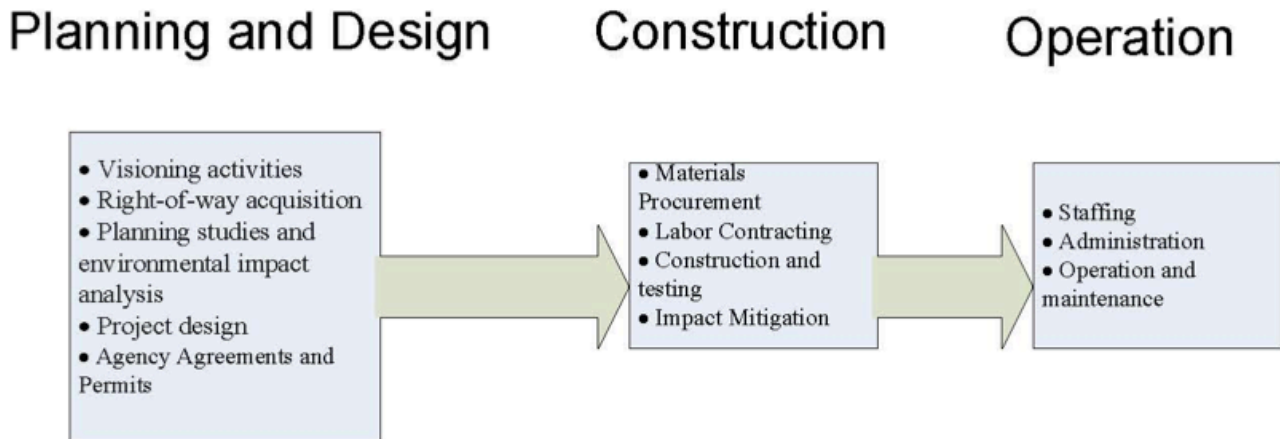 Planning and Design
Construction
Operation
● Visioning activities
● Right-of-way acquisition
● Planning studies and
environmental impact
analysis
● Project design
● Agency Agreements and
Permits
● Materials
Procurement
● Labor Contracting
● Construction and
testing
● Impact Mitigation
● Staffing
● Administration
● Operation and
maintenance